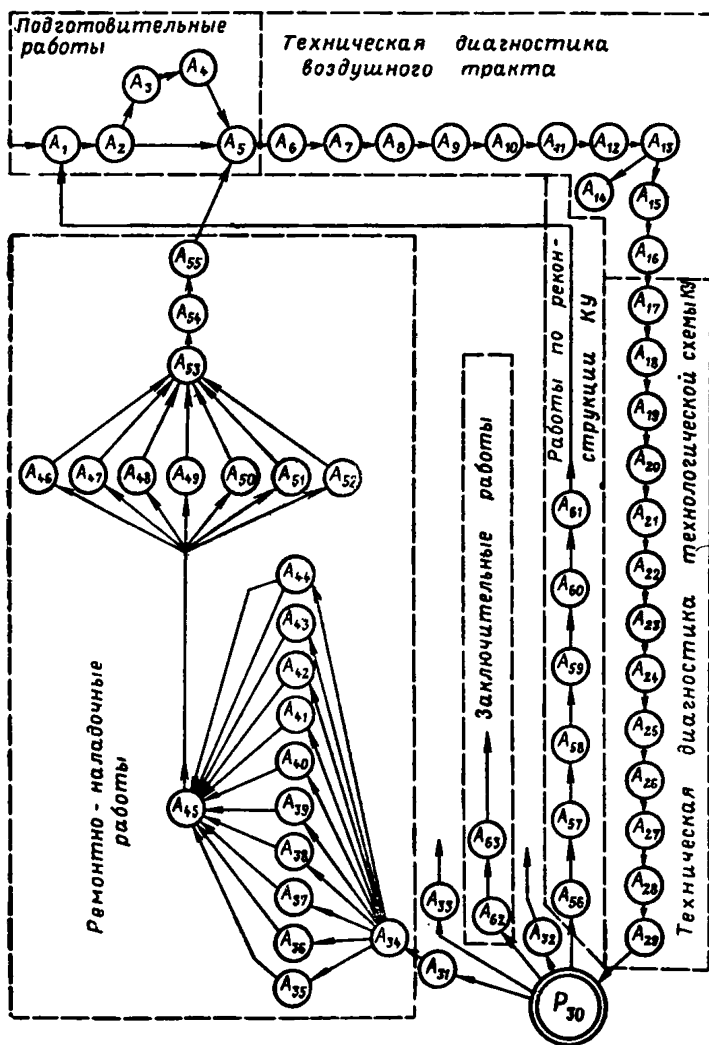 Подготовительные
работы
Техническая диагностика
воздушного тракта
A1 A2 A3 A4 A5 A6 A7 A8 A9 A10 A11 A12 A13
A14
A15
A16
A17
A18
A19
A20
A21
A22
A23
A24
A25
A26
A27
A28
A29
Техническая диагностика технологической схемы КУ
Работы по рекон-
струкции КУ
A61
A60
A59
A58
A57
A56
Заключительные работы
A63
A62
A32
A33
A31
P30
A55
A54
A53
A46 A47 A48 A49 A50 A51 A52
A44
A43
A42
A41
A40
A39
A38
A37
A36
A35
A45
A34
Ремонтно-наладочные
работы